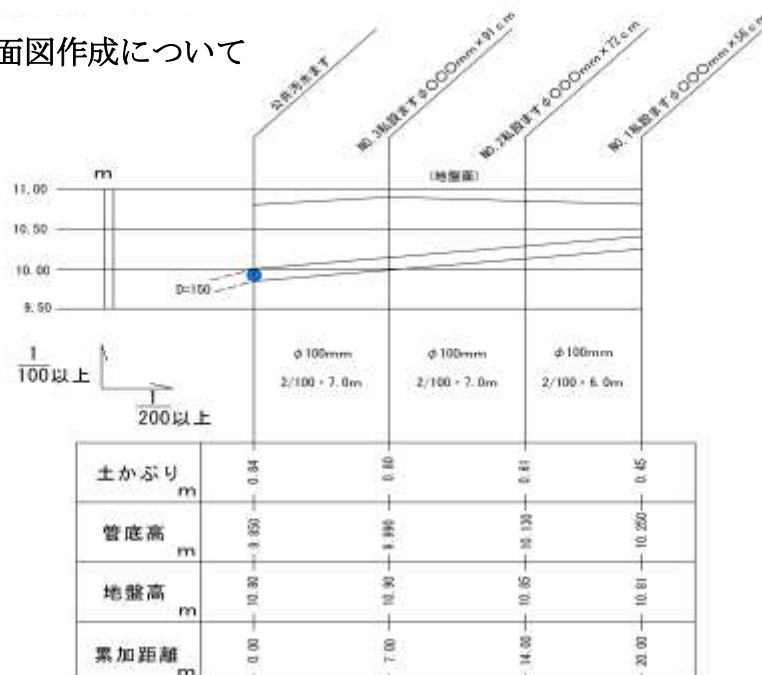 面図作成について
公共汚水ます
NO.3私設ますφ○○○mm×91cm
NO.2私設ますφ○○○mm×72cm
NO.1私設ますφ○○○mm×56cm
m
(地盤面)
11.00
10.50
10.00
D=150
9.50
1
100以上
1
200以上
φ100mm φ100mm φ100mm
2/100・7.0m 2/100・7.0m 2/100・6.0m
土かぶり m 0.84 0.80 0.61 0.45
管底高 m 9.850 9.990 10.130 10.250
地盤高 m 10.80 10.90 10.85 10.81
累加距離 m 0.00 7.00 14.00 20.00